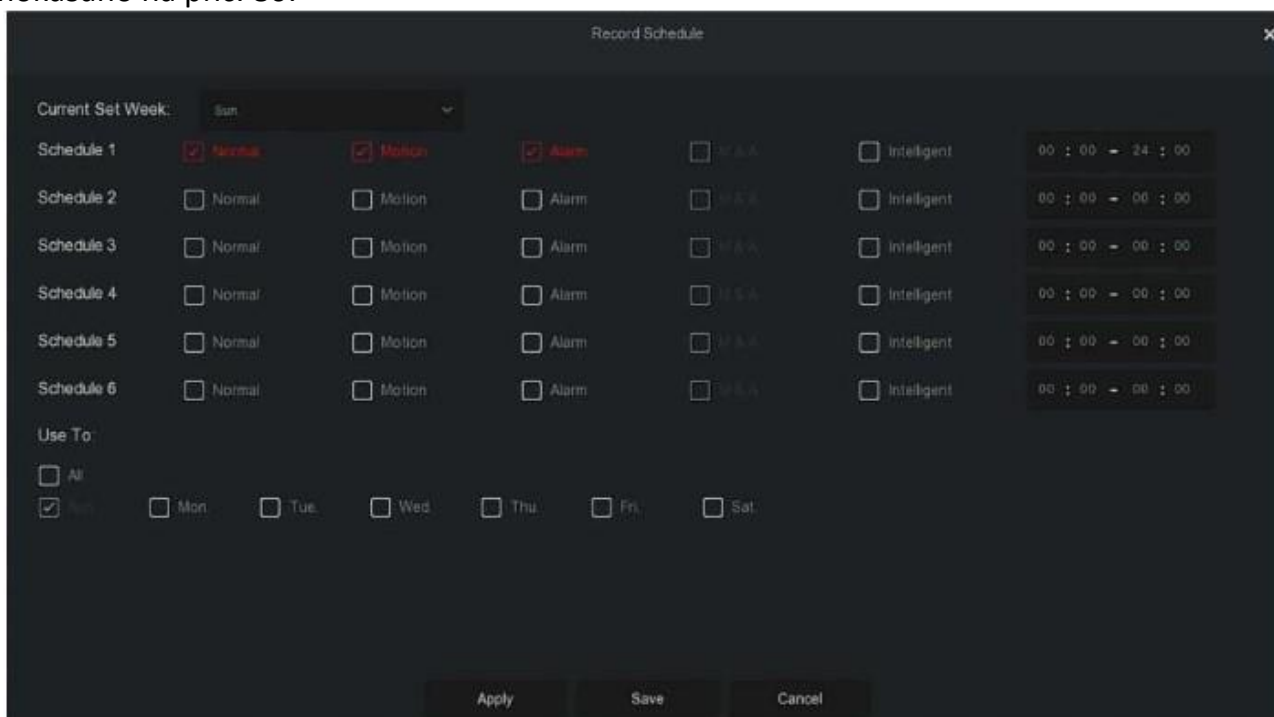 Record Schedule
Current Set Week: Sun
Schedule 1 Normal Motion Alarm M & A Intelligent 00 : 00 - 24 : 00
Schedule 2 Normal Motion Alarm M & A Intelligent 00 : 00 - 00 : 00
Schedule 3 Normal Motion Alarm M & A Intelligent 00 : 00 - 00 : 00
Schedule 4 Normal Motion Alarm M & A Intelligent 00 : 00 - 00 : 00
Schedule 5 Normal Motion Alarm M & A Intelligent 00 : 00 - 00 : 00
Schedule 6 Normal Motion Alarm M & A Intelligent 00 : 00 - 00 : 00
Use To:
All
Sun. Mon. Tue. Wed. Thu. Fri. Sat.
Apply Save Cancel